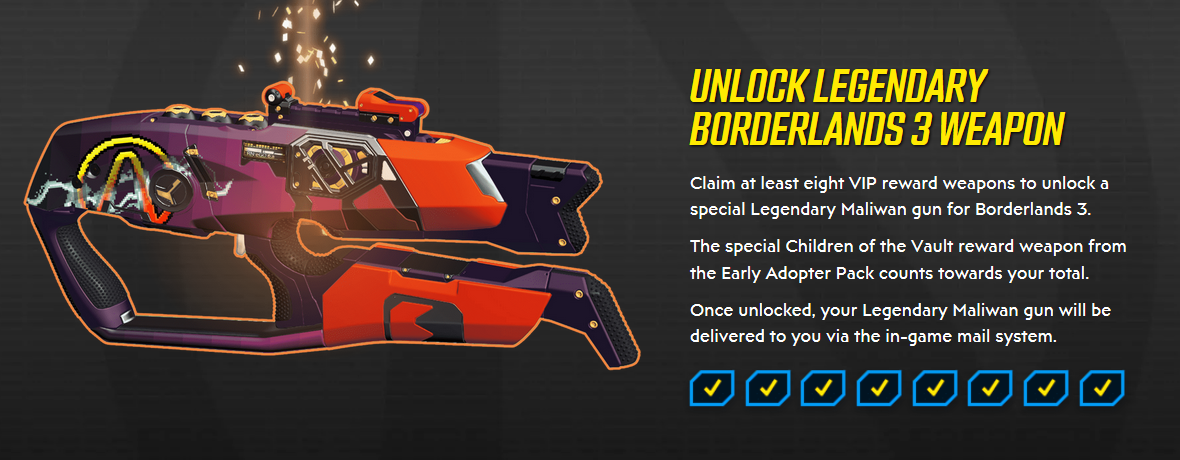 UNLOCK LEGENDARY
BORDERLANDS 3 WEAPON
Claim at least eight VIP reward weapons to unlock a
special Legendary Maliwan gun for Borderlands 3.
The special Children of the Vault reward weapon from
the Early Adopter Pack counts towards your total.
Once unlocked, your Legendary Maliwan gun will be
delivered to you via the in-game mail system.